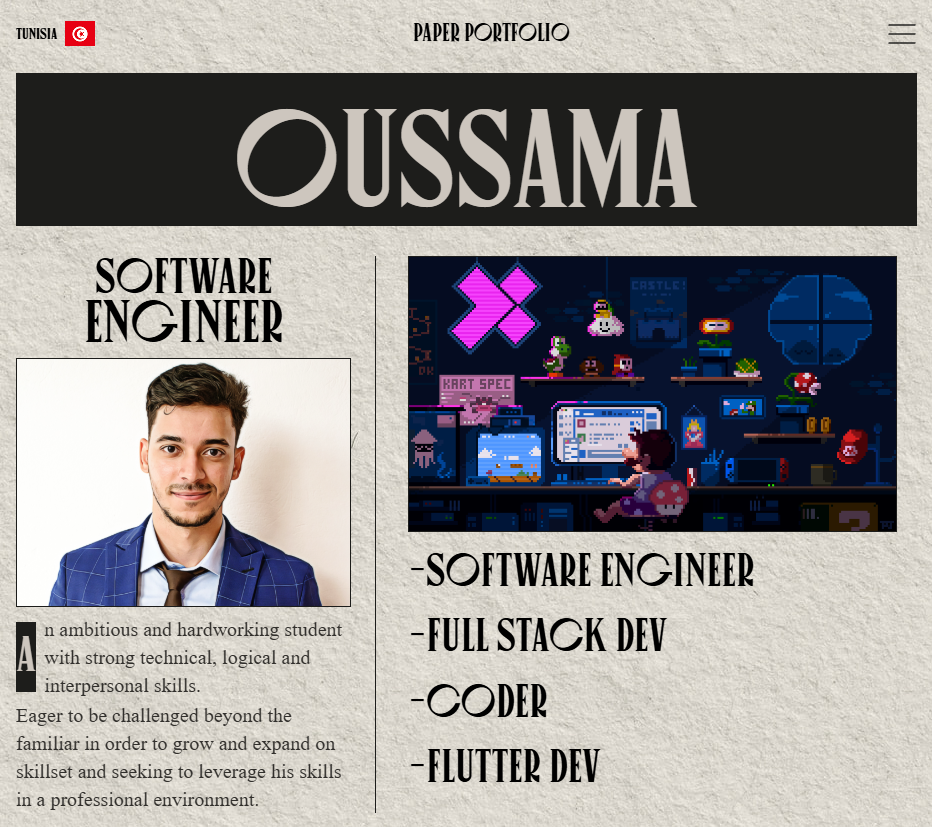 TUNISIA
PAPER PORTFOLIO
OUSSAMA
SOFTWARE
ENGINEER
An ambitious and hardworking student
with strong technical, logical and
interpersonal skills.
Eager to be challenged beyond the
familiar in order to grow and expand on
skillset and seeking to leverage his skills
in a professional environment.
CASTLE!
DK
KART SPEC
-SOFTWARE ENGINEER
-FULL STACK DEV
-CODER
-FLUTTER DEV